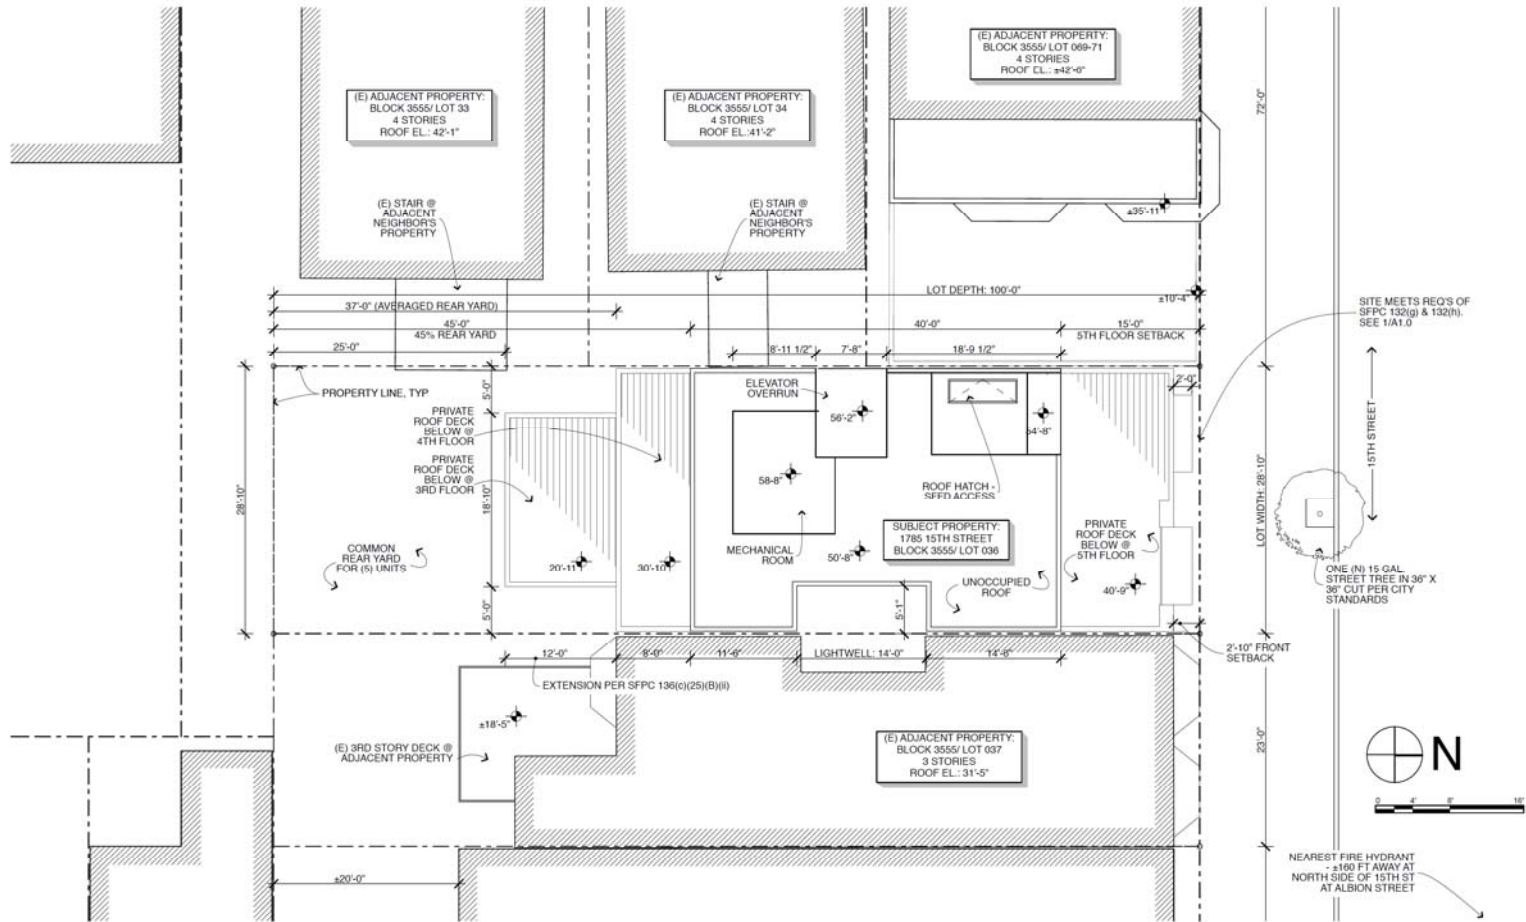 (E) ADJACENT PROPERTY:
BLOCK 3555/ LOT 33
4 STORIES
ROOF EL.: 42'-1"
(E) ADJACENT PROPERTY:
BLOCK 3555/ LOT 34
4 STORIES
ROOF EL.:41'-2"
(E) ADJACENT PROPERTY:
BLOCK 3555/ LOT 069-71
4 STORIES
72'-0"
(E) STAIR @
ADJACENT
NEIGHBOR'S
PROPERTY
(E) STAIR @
ADJACENT
NEIGHBOR'S
PROPERTY
±35'-11"
LOT DEPTH: 100'-0"
±10'-4"
37'-0" (AVERAGED REAR YARD)
45'-0"
45% REAR YARD
40'-0"
15'-0"
5TH FLOOR SETBACK
25'-0"
8'-11 1/2"
7'-8"
18'-9 1/2"
SITE MEETS REQ'S OF
SFPC 132(g) & 132(h).
SEE 1/A1.0
PROPERTY LINE, TYP
5'-0"
ELEVATOR
OVERRUN
2'-0"
PRIVATE
ROOF DECK
BELOW @
4TH FLOOR
56'-2"
54'-8"
15TH STREET
PRIVATE
ROOF DECK
BELOW @
3RD FLOOR
58-8"
ROOF HATCH -
SFFD ACCESS
28'-10"
18'-10"
LOT WIDTH: 28'-10"
SUBJECT PROPERTY:
1785 15TH STREET
BLOCK 3555/ LOT 036
PRIVATE
ROOF DECK
BELOW @
5TH FLOOR
COMMON
REAR YARD
FOR (5) UNITS
MECHANICAL
ROOM
50'-8"
20'-11"
30'-10"
UNOCCUPIED
ROOF
40'-9"
ONE (N) 15 GAL.
STREET TREE IN 36" X
36" CUT PER CITY
STANDARDS
5'-0"
5'-1"
12'-0"
8'-0"
11'-6"
LIGHTWELL: 14'-0"
14'-6"
2'-10" FRONT
SETBACK
EXTENSION PER SFPC 136(c)(25)(B)(ii)
±18'-5"
(E) 3RD STORY DECK @
ADJACENT PROPERTY
(E) ADJACENT PROPERTY:
BLOCK 3555/ LOT 037
3 STORIES
ROOF EL.: 31'-5"
23'-0"
N
0 4' 8' 16'
±20'-0"
NEAREST FIRE HYDRANT
- ±160 FT AWAY AT
NORTH SIDE OF 15TH ST
AT ALBION STREET